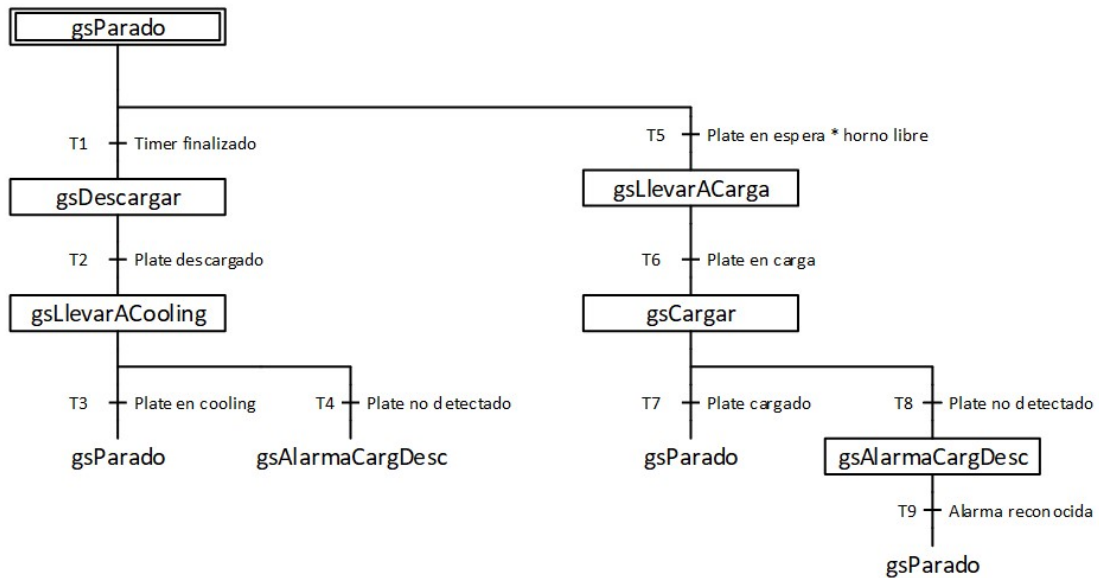 gsParado
T1 Timer finalizado
T5 Plate en espera * horno libre
gsDescargar
gsLlevarACarga
T2 Plate descargado
T6 Plate en carga
gsLlevarACooling
gsCargar
T3 Plate en cooling
T4 Plate no detectado
T7 Plate cargado
T8 Plate no detectado
gsParado
gsAlarmaCargDesc
gsParado
gsAlarmaCargDesc
T9 Alarma reconocida
gsParado